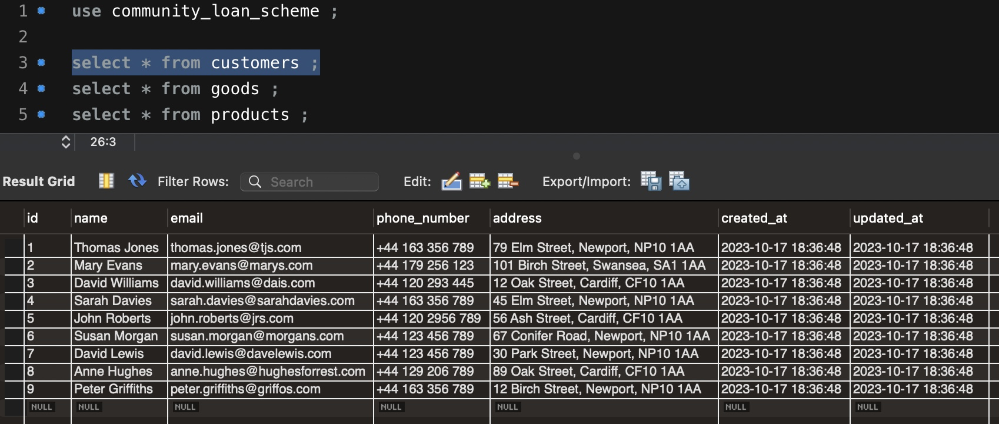 1 use community_loan_scheme ;
2
3 select * from customers ;
4 select * from goods ;
5 select * from products ;
26:3
Result Grid Filter Rows: Search Edit: Export/Import:
id name email phone_number address created_at updated_at
1 Thomas Jones thomas.jones@tjs.com +44 163 356 789 79 Elm Street, Newport, NP10 1AA 2023-10-17 18:36:48 2023-10-17 18:36:48
2 Mary Evans mary.evans@marys.com +44 179 256 123 101 Birch Street, Swansea, SA1 1AA 2023-10-17 18:36:48 2023-10-17 18:36:48
3 David Williams david.williams@dais.com +44 120 293 445 12 Oak Street, Cardiff, CF10 1AA 2023-10-17 18:36:48 2023-10-17 18:36:48
4 Sarah Davies sarah.davies@sarahdavies.com +44 163 356 789 45 Elm Street, Newport, NP10 1AA 2023-10-17 18:36:48 2023-10-17 18:36:48
5 John Roberts john.roberts@jrs.com +44 120 2956 789 56 Ash Street, Cardiff, CF10 1AA 2023-10-17 18:36:48 2023-10-17 18:36:48
6 Susan Morgan susan.morgan@morgans.com +44 123 456 789 67 Conifer Road, Newport, NP10 1AA 2023-10-17 18:36:48 2023-10-17 18:36:48
7 David Lewis david.lewis@davelewis.com +44 123 456 789 30 Park Street, Newport, NP10 1AA 2023-10-17 18:36:48 2023-10-17 18:36:48
8 Anne Hughes anne.hughes@hughesforrest.com +44 129 206 789 89 Oak Street, Cardiff, CF10 1AA 2023-10-17 18:36:48 2023-10-17 18:36:48
9 Peter Griffiths peter.griffiths@griffos.com +44 163 356 789 12 Birch Street, Newport, NP10 1AA 2023-10-17 18:36:48 2023-10-17 18:36:48
NULL NULL NULL NULL NULL NULL NULL